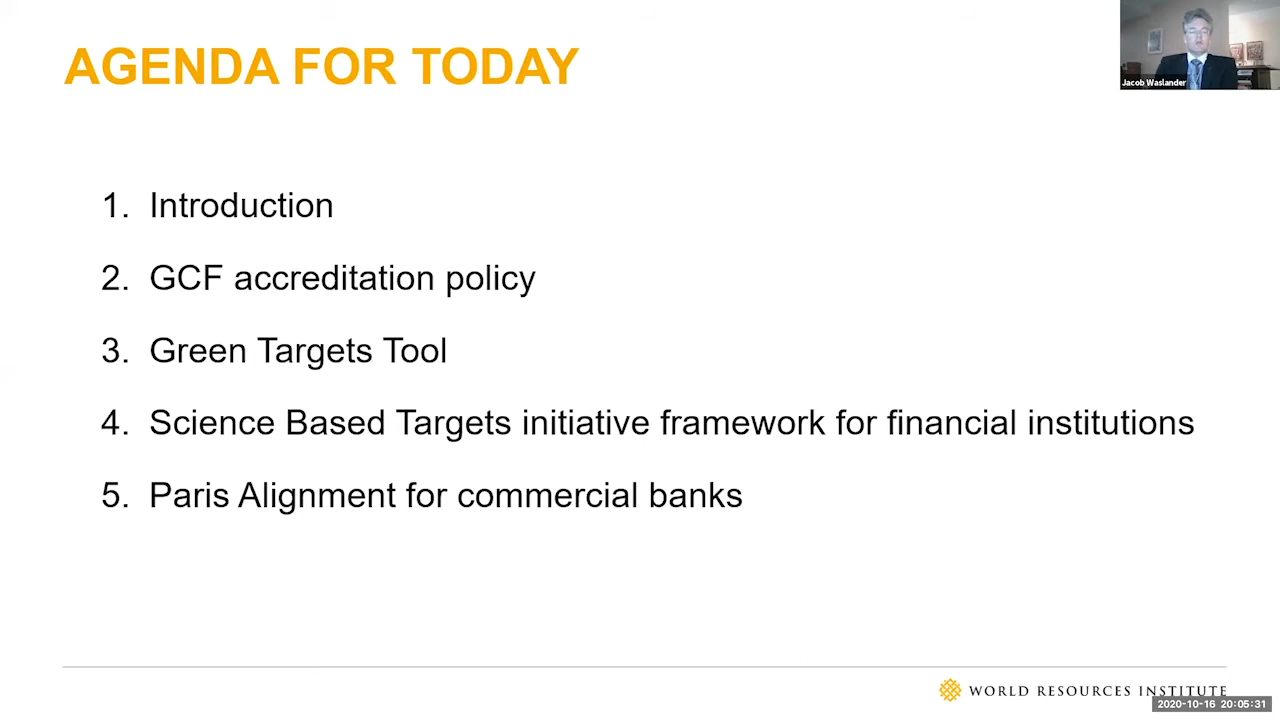 AGENDA FOR TODAY
Jacob Waslander
1. Introduction
2. GCF accreditation policy
3. Green Targets Tool
4. Science Based Targets initiative framework for financial institutions
5. Paris Alignment for commercial banks
WORLD RESOURCES INSTITUTE
2020-10-16 20:05:31